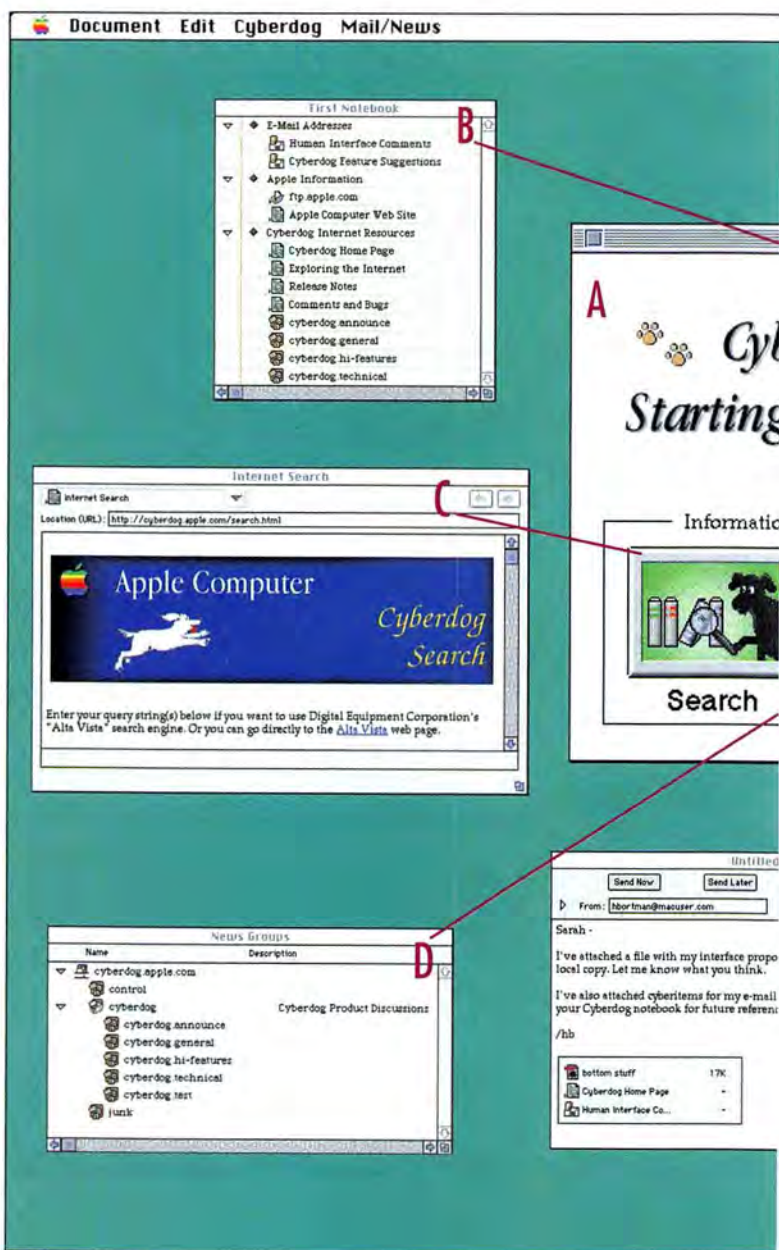 Document Edit Cyberdog Mail/News
First Notebook
B
E-Mail Addresses
Human Interface Comments
Cyberdog Feature Suggestions
Apple Information
ftp.apple.com
Apple Computer Web Site
Cyberdog Internet Resources
Cyberdog Home Page
Exploring the Internet
Release Notes
Comments and Bugs
cyberdog.announce
cyberdog.general
cyberdog.hi-features
cyberdog.technical
A
Cyb
Starting
Informatio
Search
Internet Search
C
Internet Search
Location (URL): http://cyberdog.apple.com/search.html
Apple Computer
Cyberdog
Search
Enter your query string(s) below if you want to use Digital Equipment Corporation's
"Alta Vista" search engine. Or you can go directly to the Alta Vista web page.
News Groups
D
Name Description
cyberdog.apple.com
control
cyberdog Cyberdog Product Discussions
cyberdog.announce
cyberdog.general
cyberdog.hi-features
cyberdog.technical
cyberdog.test
junk
Untitled
Send Now Send Later
From: hbortman@macuser.com
Sarah -
I've attached a file with my interface propo
local copy. Let me know what you think.
I've also attached cyberitems for my e-mail
your Cyberdog notebook for future referenc
/hb
bottom stuff 17K
Cyberdog Home Page -
Human Interface Co... -